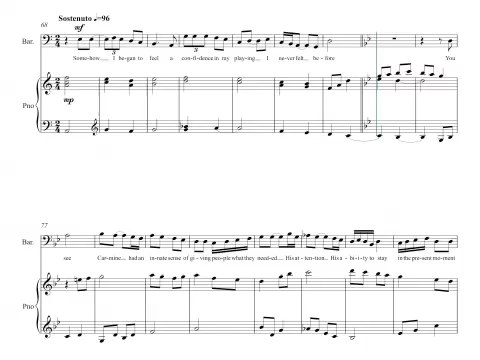 68
Sostenuto ♩=96
mf
Bar.
Some-how I be-gan to feel a con-fi-dence in my play-ing I ne-ver felt be-fore You
mp
Pno
77
Bar.
see Car-mine had an in-nate sense of gi-ving peo-ple what they need-ed His at-ten-tion His a-bi-ty to stay in the pre-sent mo-ment
Pno